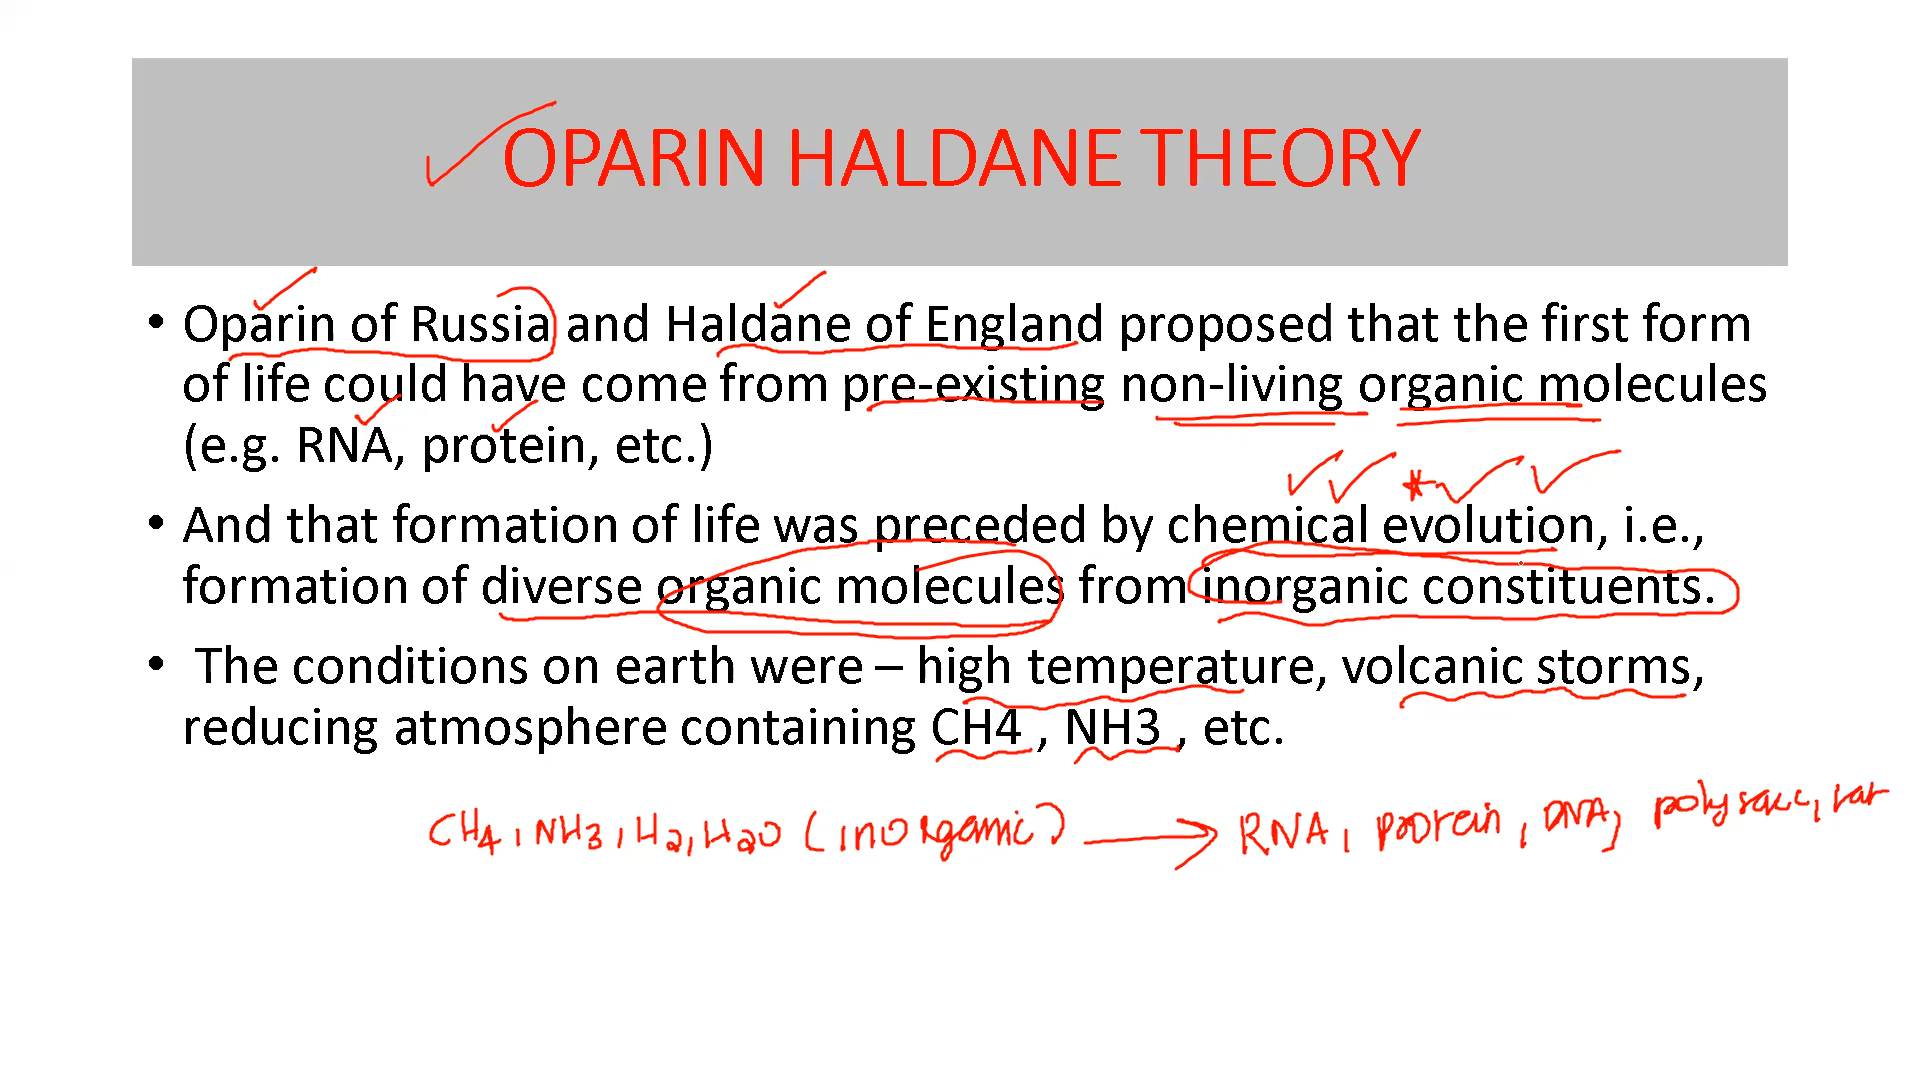 OPARIN HALDANE THEORY
• Oparin of Russia and Haldane of England proposed that the first form
of life could have come from pre-existing non-living organic molecules
(e.g. RNA, protein, etc.)
• And that formation of life was preceded by chemical evolution, i.e.,
formation of diverse organic molecules from inorganic constituents.
• The conditions on earth were – high temperature, volcanic storms,
reducing atmosphere containing CH4 , NH3 , etc.
CH4, NH3, H2, H2O (inorganic) → RNA, protein, DNA, polysacc,